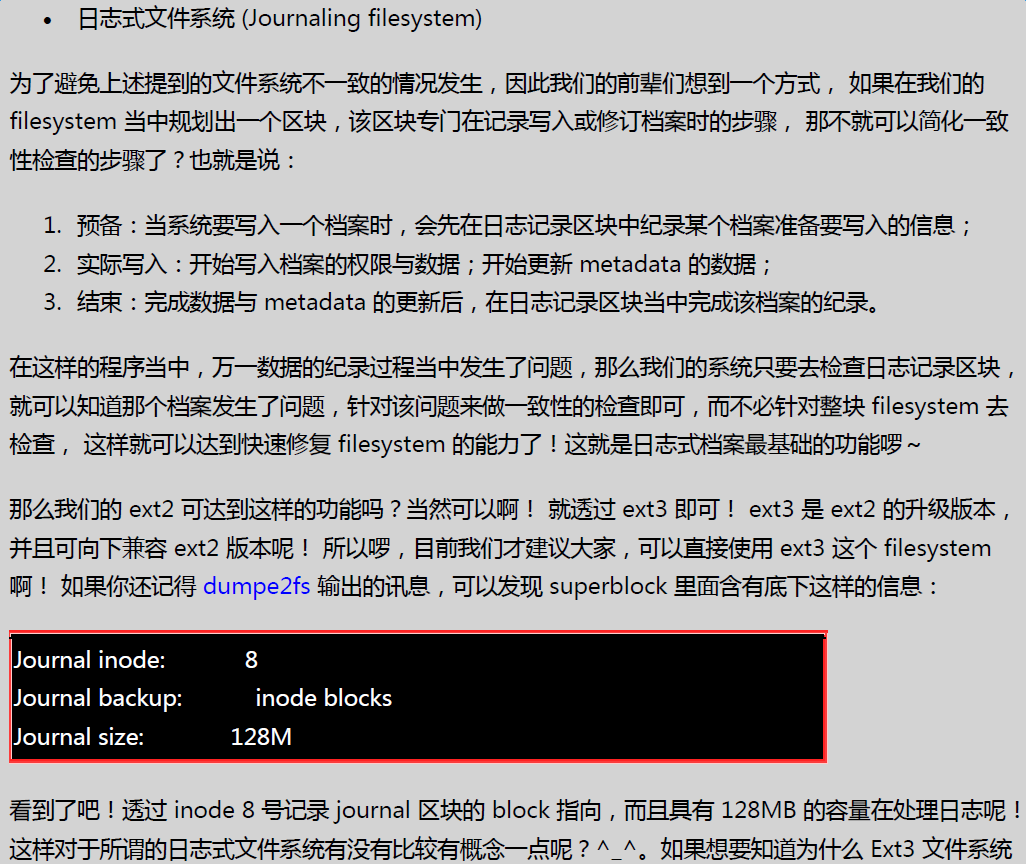 • 日志式文件系统 (Journaling filesystem)
为了避免上述提到的文件系统不一致的情况发生，因此我们的前辈们想到一个方式， 如果在我们的
filesystem 当中规划出一个区块，该区块专门在记录写入或修订档案时的步骤， 那不就可以简化一致
性检查的步骤了？也就是说：
1. 预备：当系统要写入一个档案时，会先在日志记录区块中纪录某个档案准备要写入的信息；
2. 实际写入：开始写入档案的权限与数据；开始更新 metadata 的数据；
3. 结束：完成数据与 metadata 的更新后，在日志记录区块当中完成该档案的纪录。
在这样的程序当中，万一数据的纪录过程当中发生了问题，那么我们的系统只要去检查日志记录区块，
就可以知道那个档案发生了问题，针对该问题来做一致性的检查即可，而不必针对整块 filesystem 去
检查， 这样就可以达到快速修复 filesystem 的能力了！这就是日志式档案最基础的功能啰～
那么我们的 ext2 可达到这样的功能吗？当然可以啊！ 就透过 ext3 即可！ ext3 是 ext2 的升级版本，
并且可向下兼容 ext2 版本呢！ 所以啰，目前我们才建议大家，可以直接使用 ext3 这个 filesystem
啊！ 如果你还记得 dumpe2fs 输出的讯息，可以发现 superblock 里面含有底下这样的信息：
Journal inode: 8
Journal backup: inode blocks
Journal size: 128M
看到了吧！透过 inode 8 号记录 journal 区块的 block 指向，而且具有 128MB 的容量在处理日志呢！
这样对于所谓的日志式文件系统有没有比较有概念一点呢？^_^。如果想要知道为什么 Ext3 文件系统